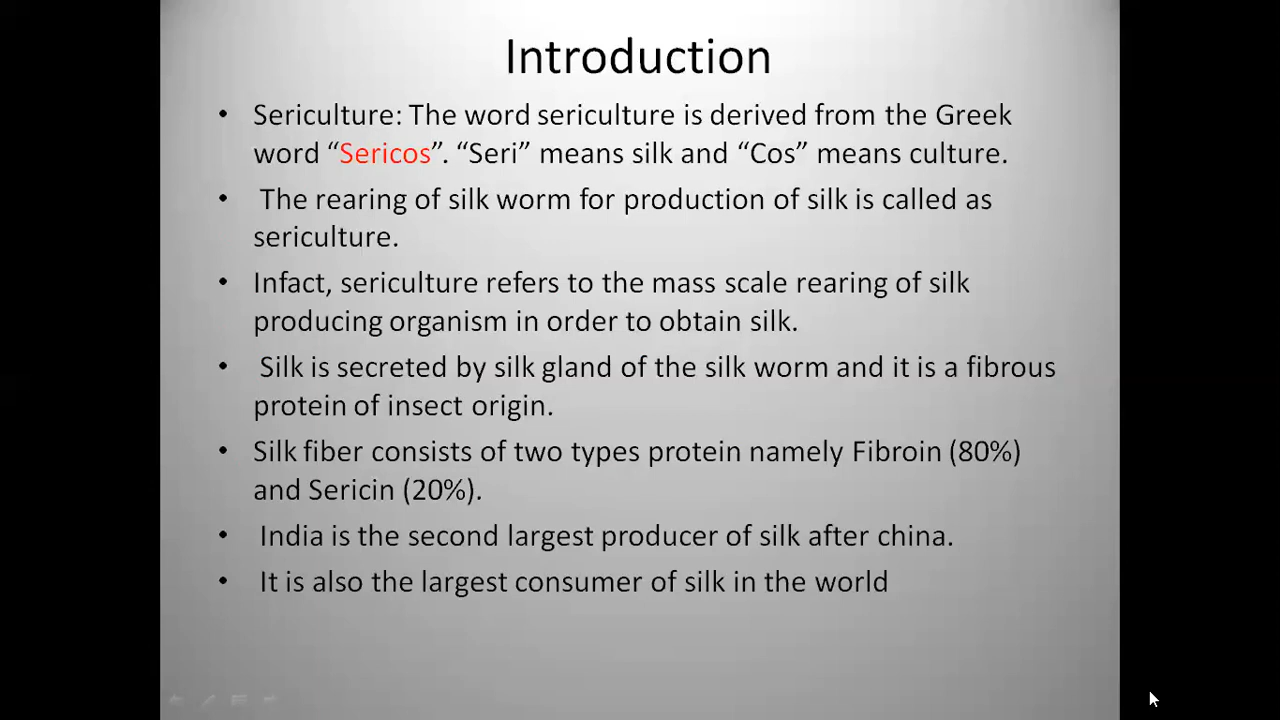 Introduction
• Sericulture: The word sericulture is derived from the Greek
word “Sericos”. “Seri” means silk and “Cos” means culture.
• The rearing of silk worm for production of silk is called as
sericulture.
• Infact, sericulture refers to the mass scale rearing of silk
producing organism in order to obtain silk.
• Silk is secreted by silk gland of the silk worm and it is a fibrous
protein of insect origin.
• Silk fiber consists of two types protein namely Fibroin (80%)
and Sericin (20%).
• India is the second largest producer of silk after china.
• It is also the largest consumer of silk in the world